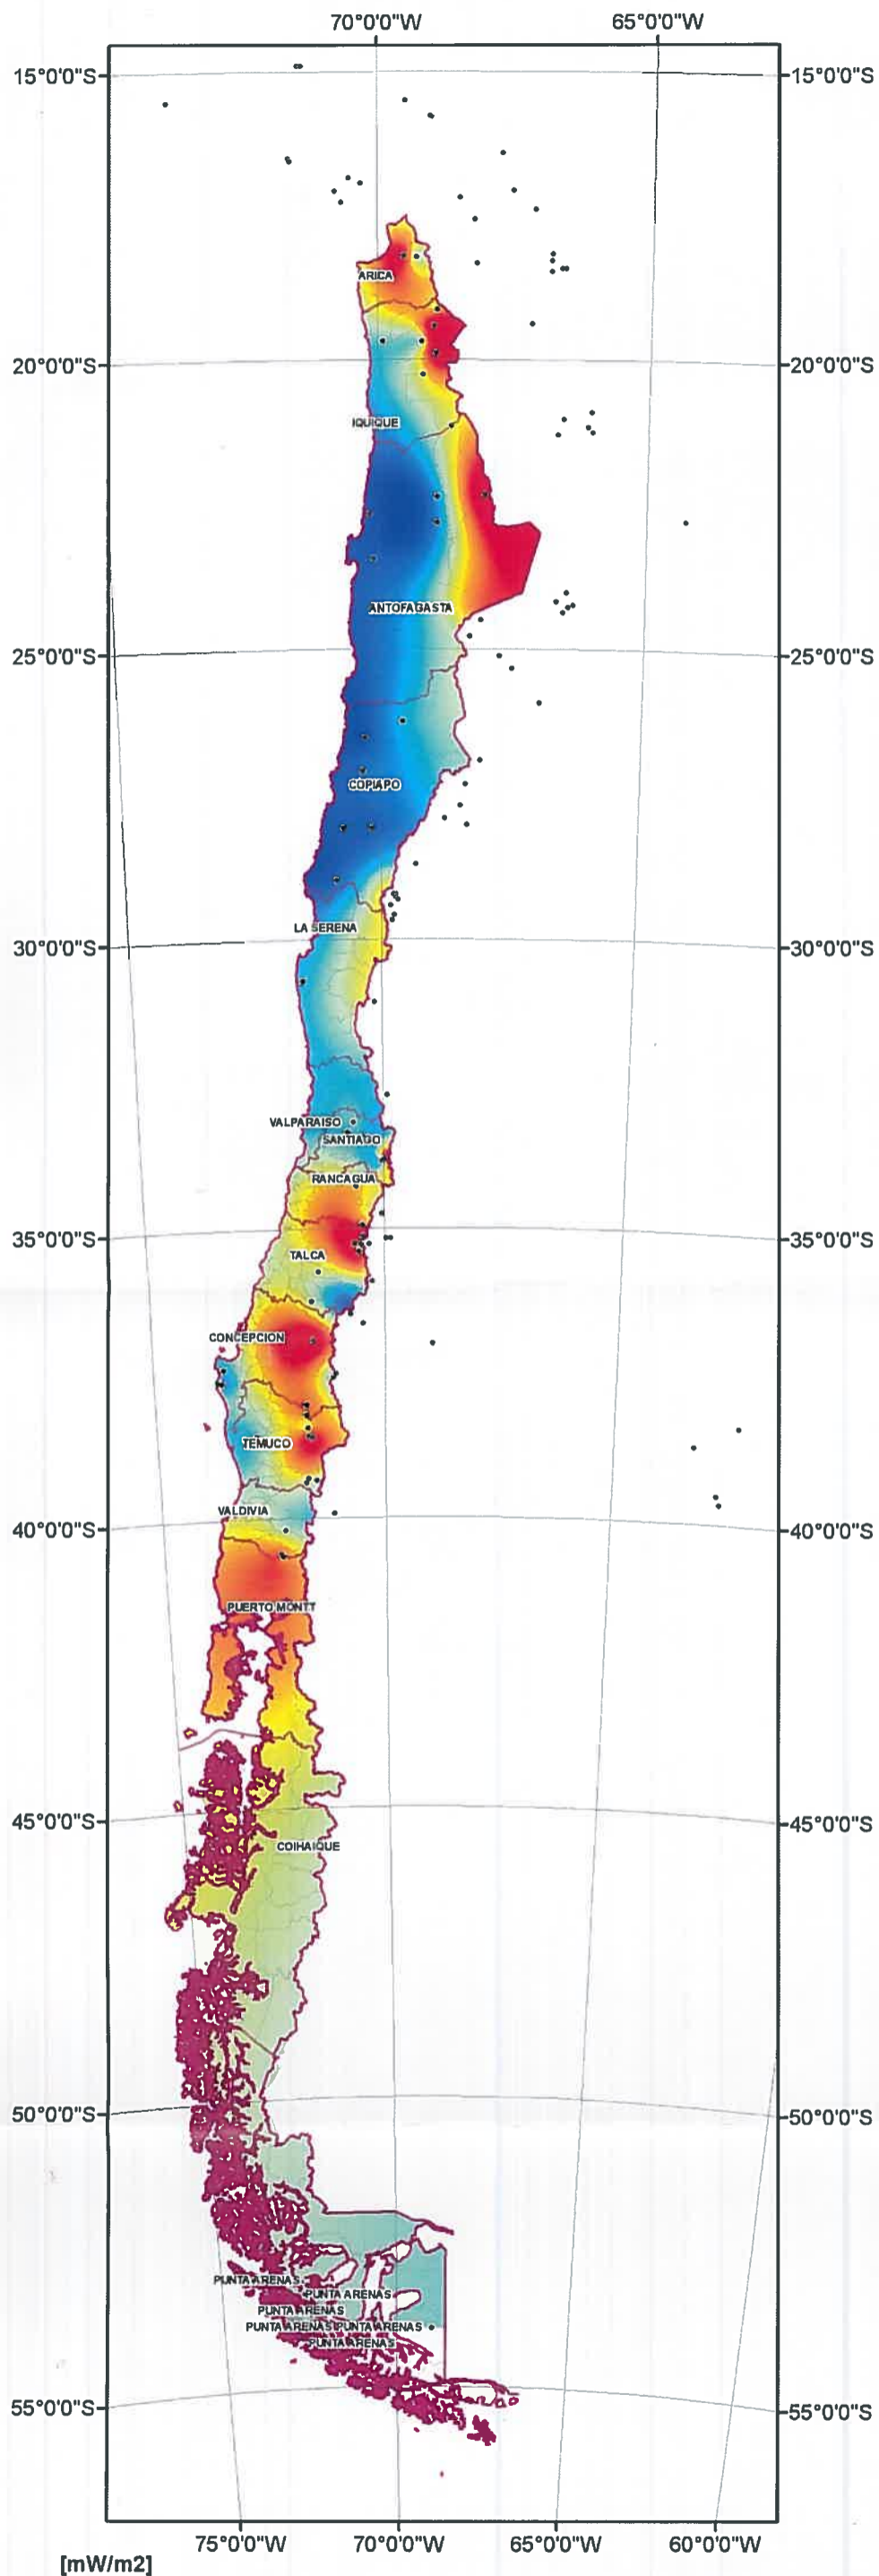 70°0'0"W 65°0'0"W
15°0'0"S 15°0'0"S
ARICA
20°0'0"S 20°0'0"S
IQUIQUE
ANTOFAGASTA
25°0'0"S 25°0'0"S
COPIAPO
LA SERENA
30°0'0"S 30°0'0"S
VALPARAISO
SANTIAGO
RANCAGUA
35°0'0"S 35°0'0"S
TALCA
CONCEPCION
TEMUCO
VALDIVIA
40°0'0"S 40°0'0"S
PUERTO MONTT
45°0'0"S 45°0'0"S
COIHAIQUE
50°0'0"S 50°0'0"S
PUNTA ARENAS
PUNTA ARENAS
PUNTA ARENAS
PUNTA ARENAS PUNTA ARENAS
PUNTA ARENAS
55°0'0"S 55°0'0"S
75°0'0"W 70°0'0"W 65°0'0"W 60°0'0"W
[mW/m2]